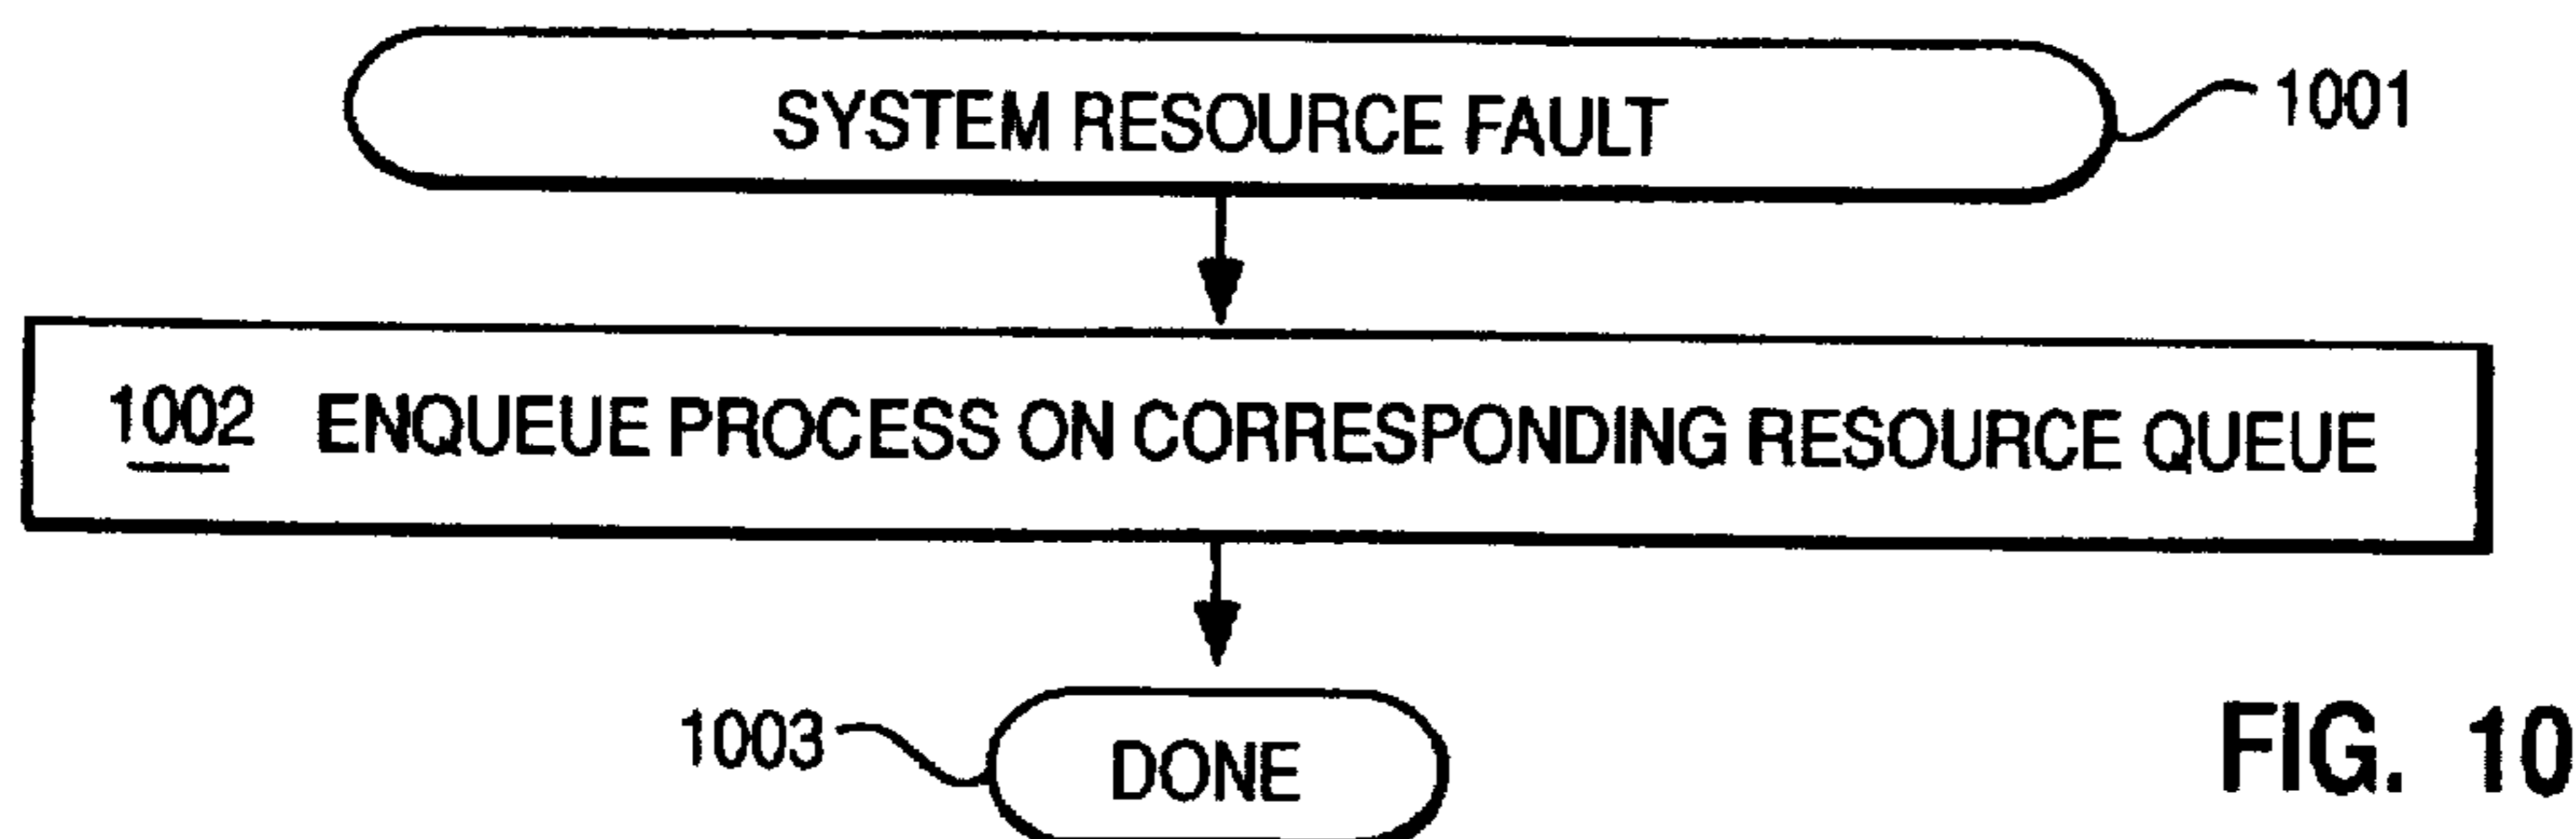 SYSTEM RESOURCE FAULT
1001
1002 ENQUEUE PROCESS ON CORRESPONDING RESOURCE QUEUE
1003
DONE
FIG. 10